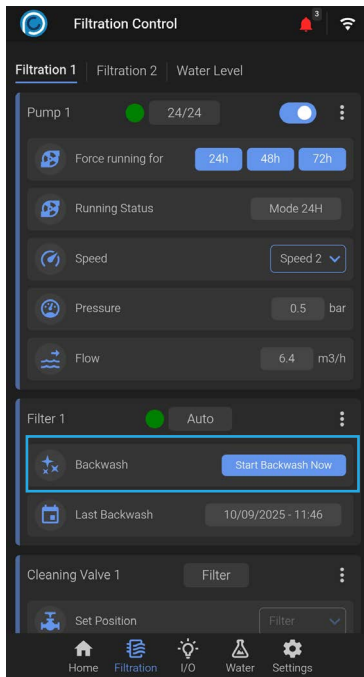 Filtration Control
3
Filtration 1 Filtration 2 Water Level
Pump 1 24/24
Force running for 24h 48h 72h
Running Status Mode 24H
Speed Speed 2
Pressure 0.5 bar
Flow 6.4 m3/h
Filter 1 Auto
Backwash Start Backwash Now
Last Backwash 10/09/2025 - 11:46
Cleaning Valve 1 Filter
Set Position Filter
Home Filtration I/O Water Settings